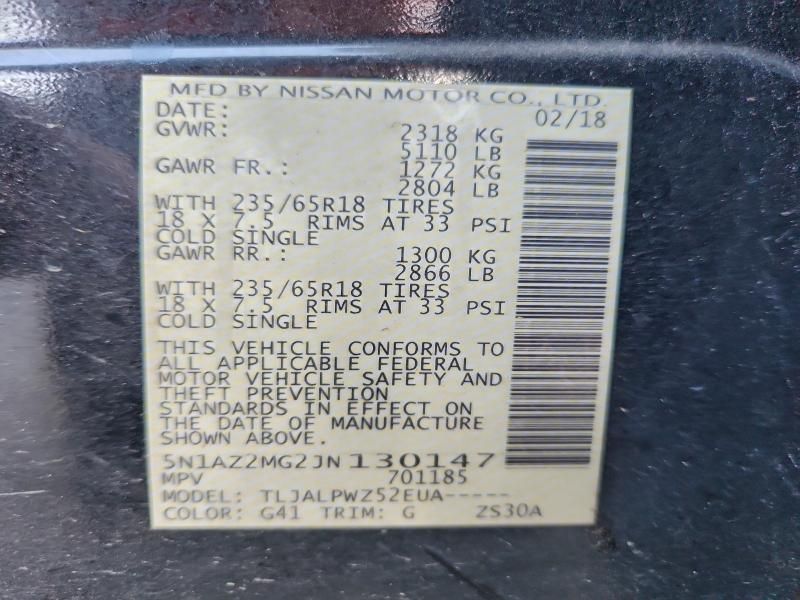 MFD BY NISSAN MOTOR CO., LTD.
DATE: 02/18
GVWR: 2318 KG
5110 LB
GAWR FR.: 1272 KG
2804 LB
WITH 235/65R18 TIRES
18 X 7.5 RIMS AT 33 PSI
COLD SINGLE
GAWR RR.: 1300 KG
2866 LB
WITH 235/65R18 TIRES
18 X 7.5 RIMS AT 33 PSI
COLD SINGLE
THIS VEHICLE CONFORMS TO
ALL APPLICABLE FEDERAL
MOTOR VEHICLE SAFETY AND
THEFT PREVENTION
STANDARDS IN EFFECT ON
THE DATE OF MANUFACTURE
SHOWN ABOVE.
5N1AZ2MG2JN130147
MPV 701185
MODEL: TLJALPWZ52EUA-----
COLOR: G41 TRIM: G ZS30A